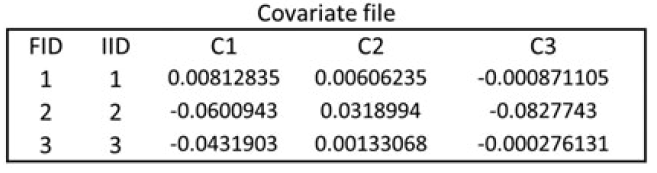 Covariate file
FID IID C1 C2 C3
1 1 0.00812835 0.00606235 -0.000871105
2 2 -0.0600943 0.0318994 -0.0827743
3 3 -0.0431903 0.00133068 -0.000276131